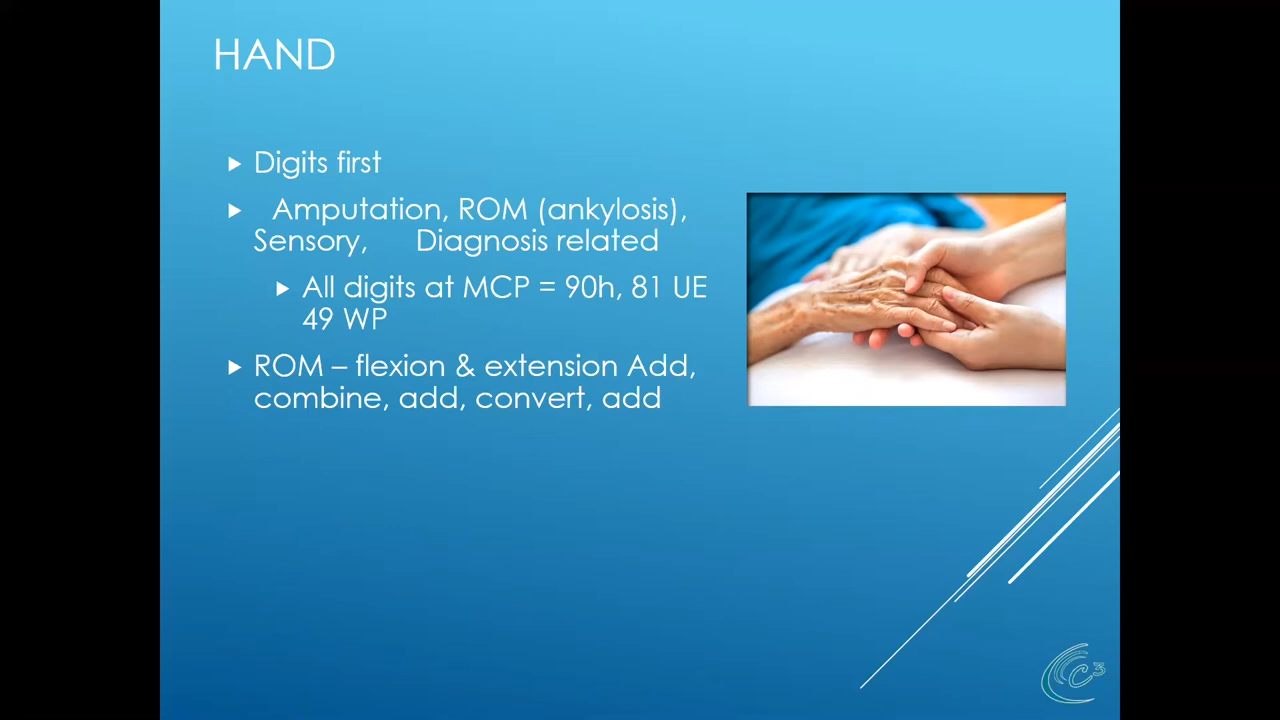 HAND
Digits first
Amputation, ROM (ankylosis),
Sensory, Diagnosis related
All digits at MCP = 90h, 81 UE
49 WP
ROM – flexion & extension Add,
combine, add, convert, add
C3